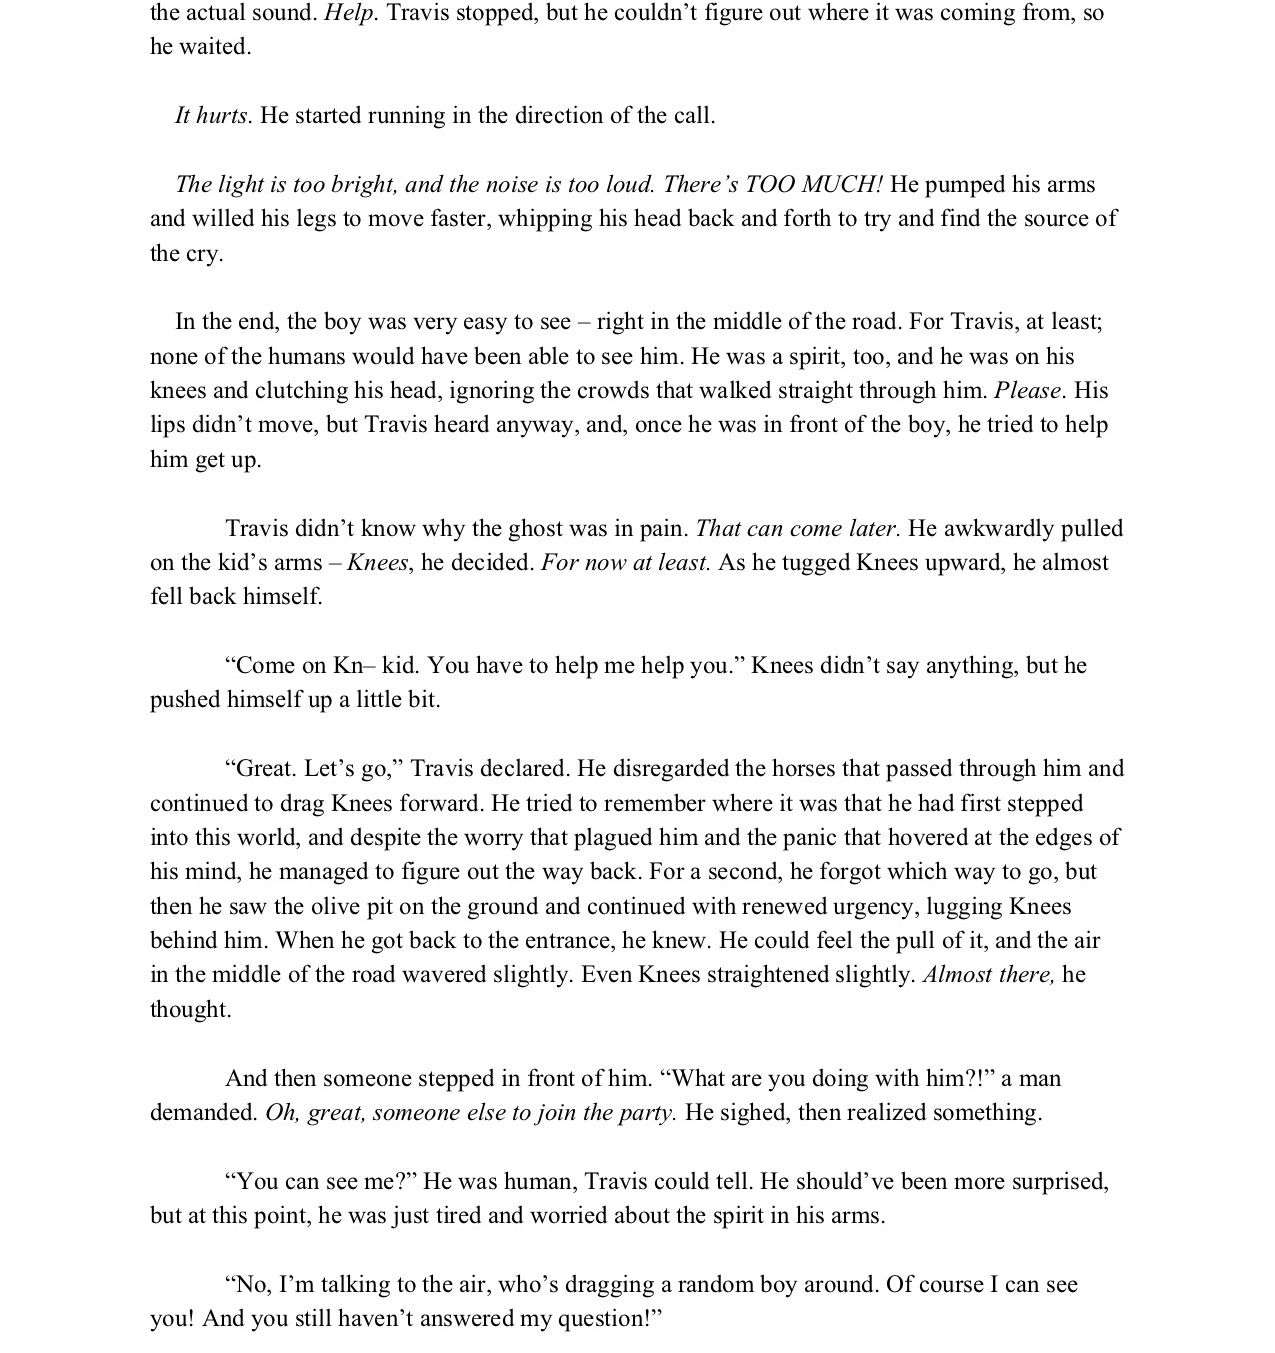 the actual sound. Help. Travis stopped, but he couldn’t figure out where it was coming from, so
he waited.
It hurts. He started running in the direction of the call.
The light is too bright, and the noise is too loud. There’s TOO MUCH! He pumped his arms
and willed his legs to move faster, whipping his head back and forth to try and find the source of
the cry.
In the end, the boy was very easy to see – right in the middle of the road. For Travis, at least;
none of the humans would have been able to see him. He was a spirit, too, and he was on his
knees and clutching his head, ignoring the crowds that walked straight through him. Please. His
lips didn’t move, but Travis heard anyway, and, once he was in front of the boy, he tried to help
him get up.
Travis didn’t know why the ghost was in pain. That can come later. He awkwardly pulled
on the kid’s arms – Knees, he decided. For now at least. As he tugged Knees upward, he almost
fell back himself.
“Come on Kn– kid. You have to help me help you.” Knees didn’t say anything, but he
pushed himself up a little bit.
“Great. Let’s go,” Travis declared. He disregarded the horses that passed through him and
continued to drag Knees forward. He tried to remember where it was that he had first stepped
into this world, and despite the worry that plagued him and the panic that hovered at the edges of
his mind, he managed to figure out the way back. For a second, he forgot which way to go, but
then he saw the olive pit on the ground and continued with renewed urgency, lugging Knees
behind him. When he got back to the entrance, he knew. He could feel the pull of it, and the air
in the middle of the road wavered slightly. Even Knees straightened slightly. Almost there, he
thought.
And then someone stepped in front of him. “What are you doing with him?!” a man
demanded. Oh, great, someone else to join the party. He sighed, then realized something.
“You can see me?” He was human, Travis could tell. He should’ve been more surprised,
but at this point, he was just tired and worried about the spirit in his arms.
“No, I’m talking to the air, who’s dragging a random boy around. Of course I can see
you! And you still haven’t answered my question!”